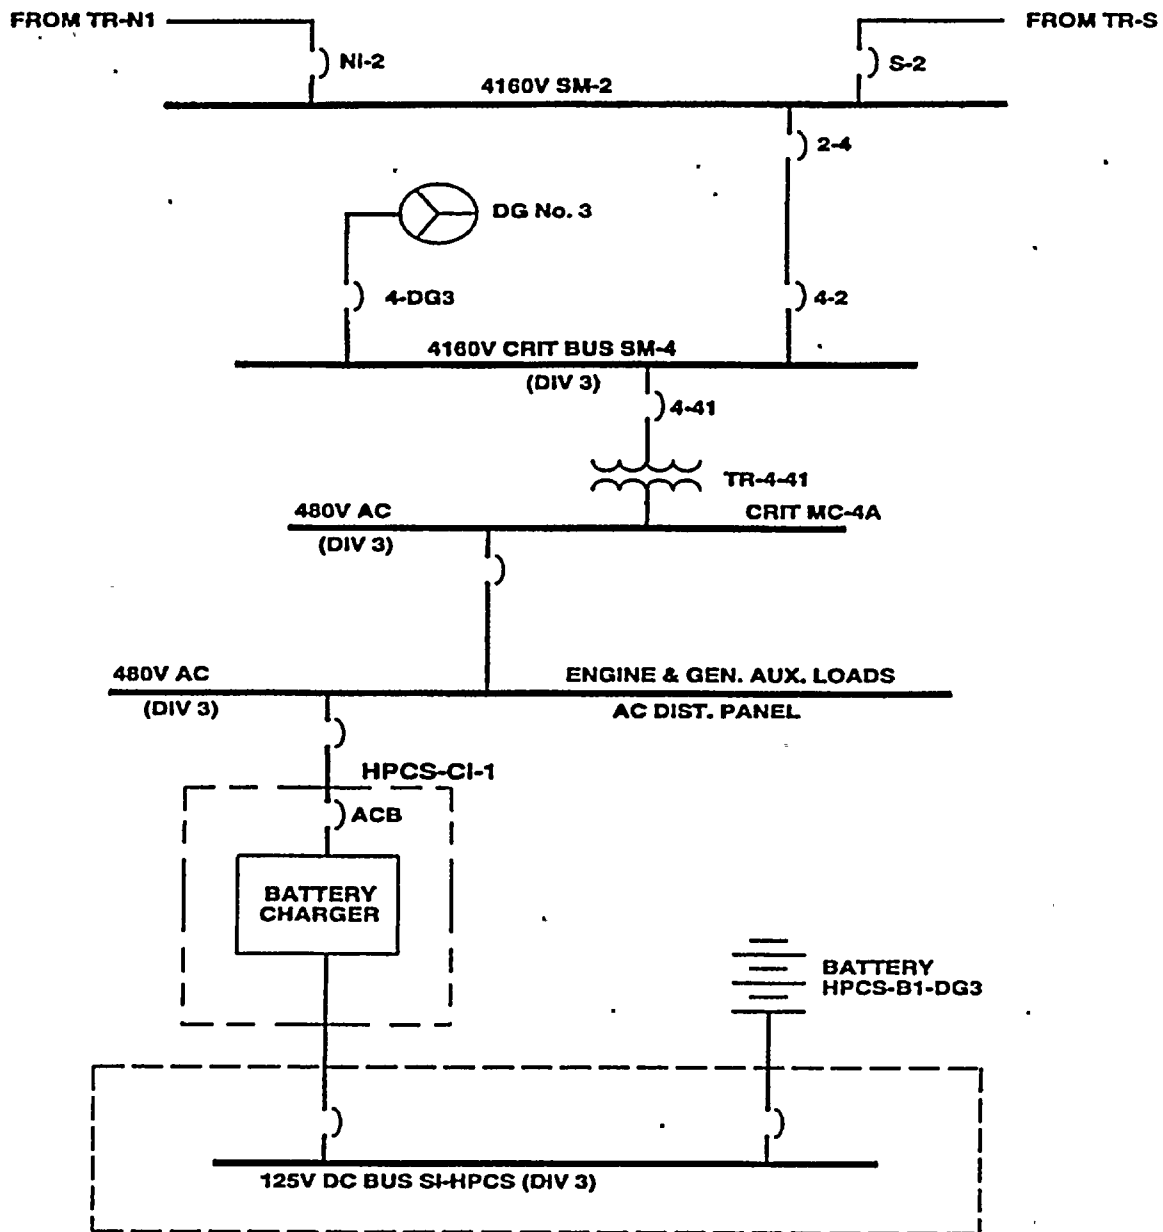 FROM TR-N1
FROM TR-S
NI-2
S-2
4160V SM-2
2-4
DG No. 3
4-DG3
4-2
4160V CRIT BUS SM-4
(DIV 3)
4-41
TR-4-41
480V AC
CRIT MC-4A
(DIV 3)
480V AC
ENGINE & GEN. AUX. LOADS
(DIV 3)
AC DIST. PANEL
HPCS-CI-1
ACB
BATTERY
CHARGER
BATTERY
HPCS-B1-DG3
125V DC BUS SI-HPCS (DIV 3)